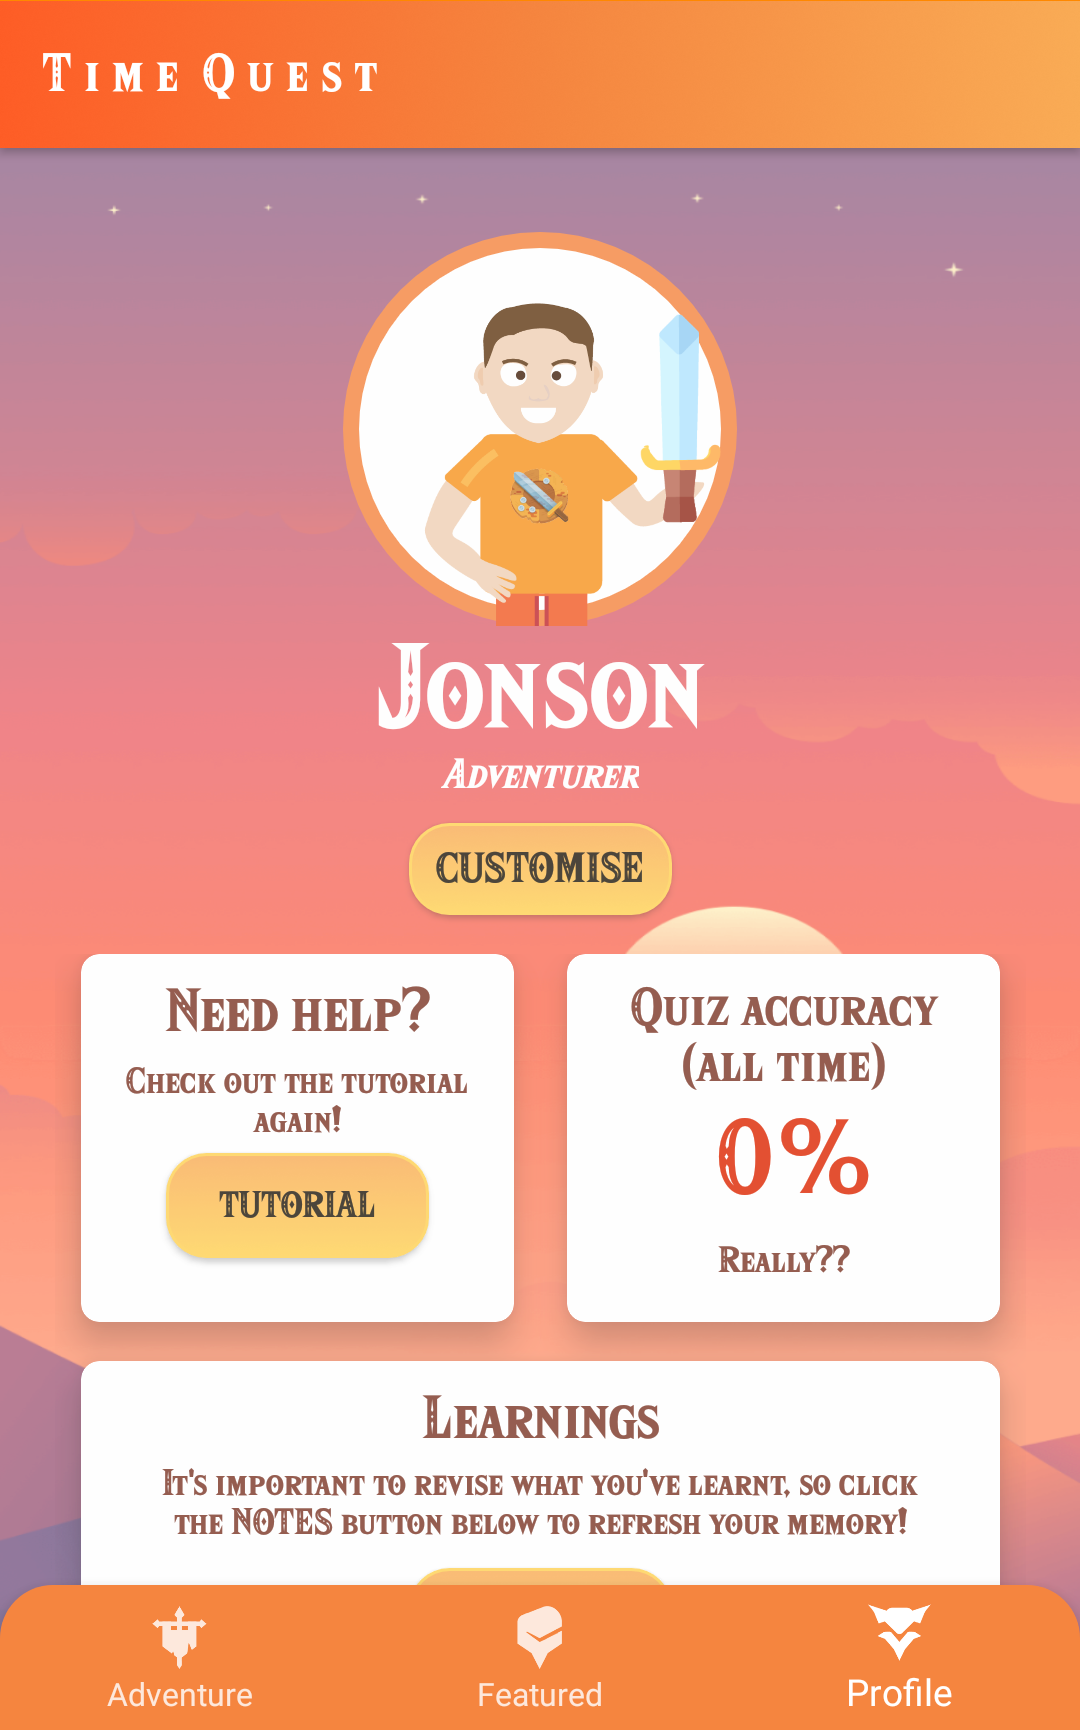 Time Quest
Jonson
Adventurer
CUSTOMISE
Need help?
Check out the tutorial
again!
TUTORIAL
Quiz accuracy
(all time)
0%
Really??
Learnings
It's important to revise what you've learnt, so click
the NOTES button below to refresh your memory!
Adventure
Featured
Profile